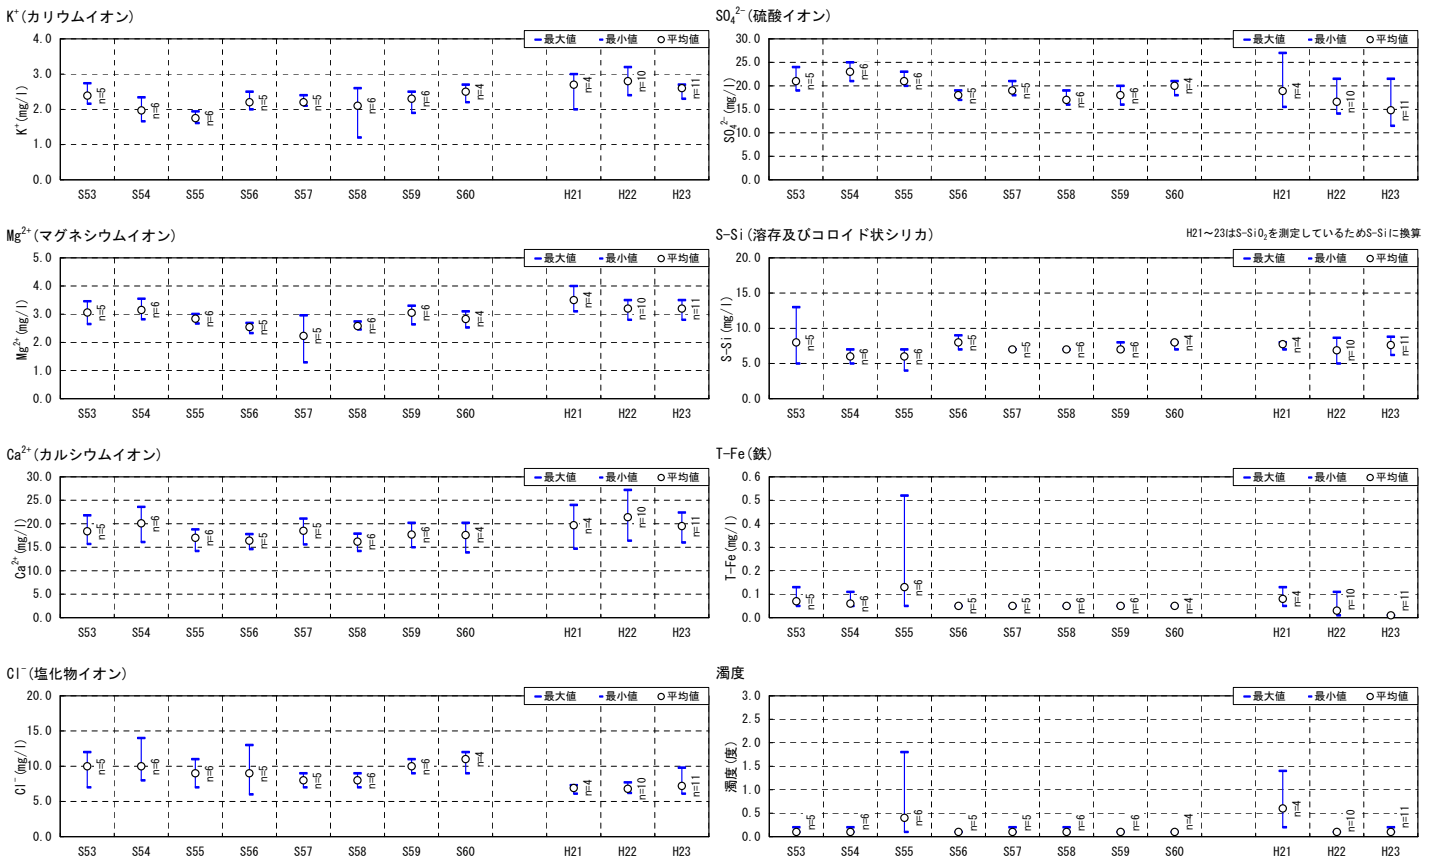 K⁺(カリウムイオン)
最大値 最小値 平均値
K⁺(mg/l)
4.0
3.0
2.0
1.0
0.0
n=5 n=6 n=6 n=5 n=5 n=6 n=6 n=4 n=4 n=10 n=11
S53 S54 S55 S56 S57 S58 S59 S60 H21 H22 H23
SO₄²⁻(硫酸イオン)
最大値 最小値 平均値
SO₄²⁻(mg/l)
30.0
25.0
20.0
15.0
10.0
5.0
0.0
n=5 n=6 n=6 n=5 n=5 n=6 n=6 n=4 n=4 n=10 n=11
S53 S54 S55 S56 S57 S58 S59 S60 H21 H22 H23
Mg²⁺(マグネシウムイオン)
最大値 最小値 平均値
Mg²⁺(mg/l)
5.0
4.0
3.0
2.0
1.0
0.0
n=5 n=6 n=6 n=5 n=5 n=6 n=6 n=4 n=4 n=10 n=11
S53 S54 S55 S56 S57 S58 S59 S60 H21 H22 H23
S-Si(溶存及びコロイド状シリカ)
H21～23はS-SiO₂を測定しているためS-Siに換算
最大値 最小値 平均値
S-Si(mg/l)
20.0
15.0
10.0
5.0
0.0
n=5 n=6 n=6 n=5 n=5 n=6 n=6 n=4 n=4 n=10 n=11
S53 S54 S55 S56 S57 S58 S59 S60 H21 H22 H23
Ca²⁺(カルシウムイオン)
最大値 最小値 平均値
Ca²⁺(mg/l)
30.0
25.0
20.0
15.0
10.0
5.0
0.0
n=5 n=6 n=6 n=5 n=5 n=6 n=6 n=4 n=4 n=10 n=11
S53 S54 S55 S56 S57 S58 S59 S60 H21 H22 H23
T-Fe(鉄)
最大値 最小値 平均値
T-Fe(mg/l)
0.6
0.5
0.4
0.3
0.2
0.1
0.0
n=5 n=6 n=6 n=5 n=5 n=6 n=6 n=4 n=4 n=10 n=11
S53 S54 S55 S56 S57 S58 S59 S60 H21 H22 H23
Cl⁻(塩化物イオン)
最大値 最小値 平均値
Cl⁻(mg/l)
20.0
15.0
10.0
5.0
0.0
n=5 n=6 n=6 n=5 n=5 n=6 n=6 n=4 n=4 n=10 n=11
S53 S54 S55 S56 S57 S58 S59 S60 H21 H22 H23
濁度
最大値 最小値 平均値
濁度(度)
3.0
2.5
2.0
1.5
1.0
0.5
0.0
n=5 n=6 n=6 n=5 n=5 n=6 n=6 n=4 n=4 n=10 n=11
S53 S54 S55 S56 S57 S58 S59 S60 H21 H22 H23